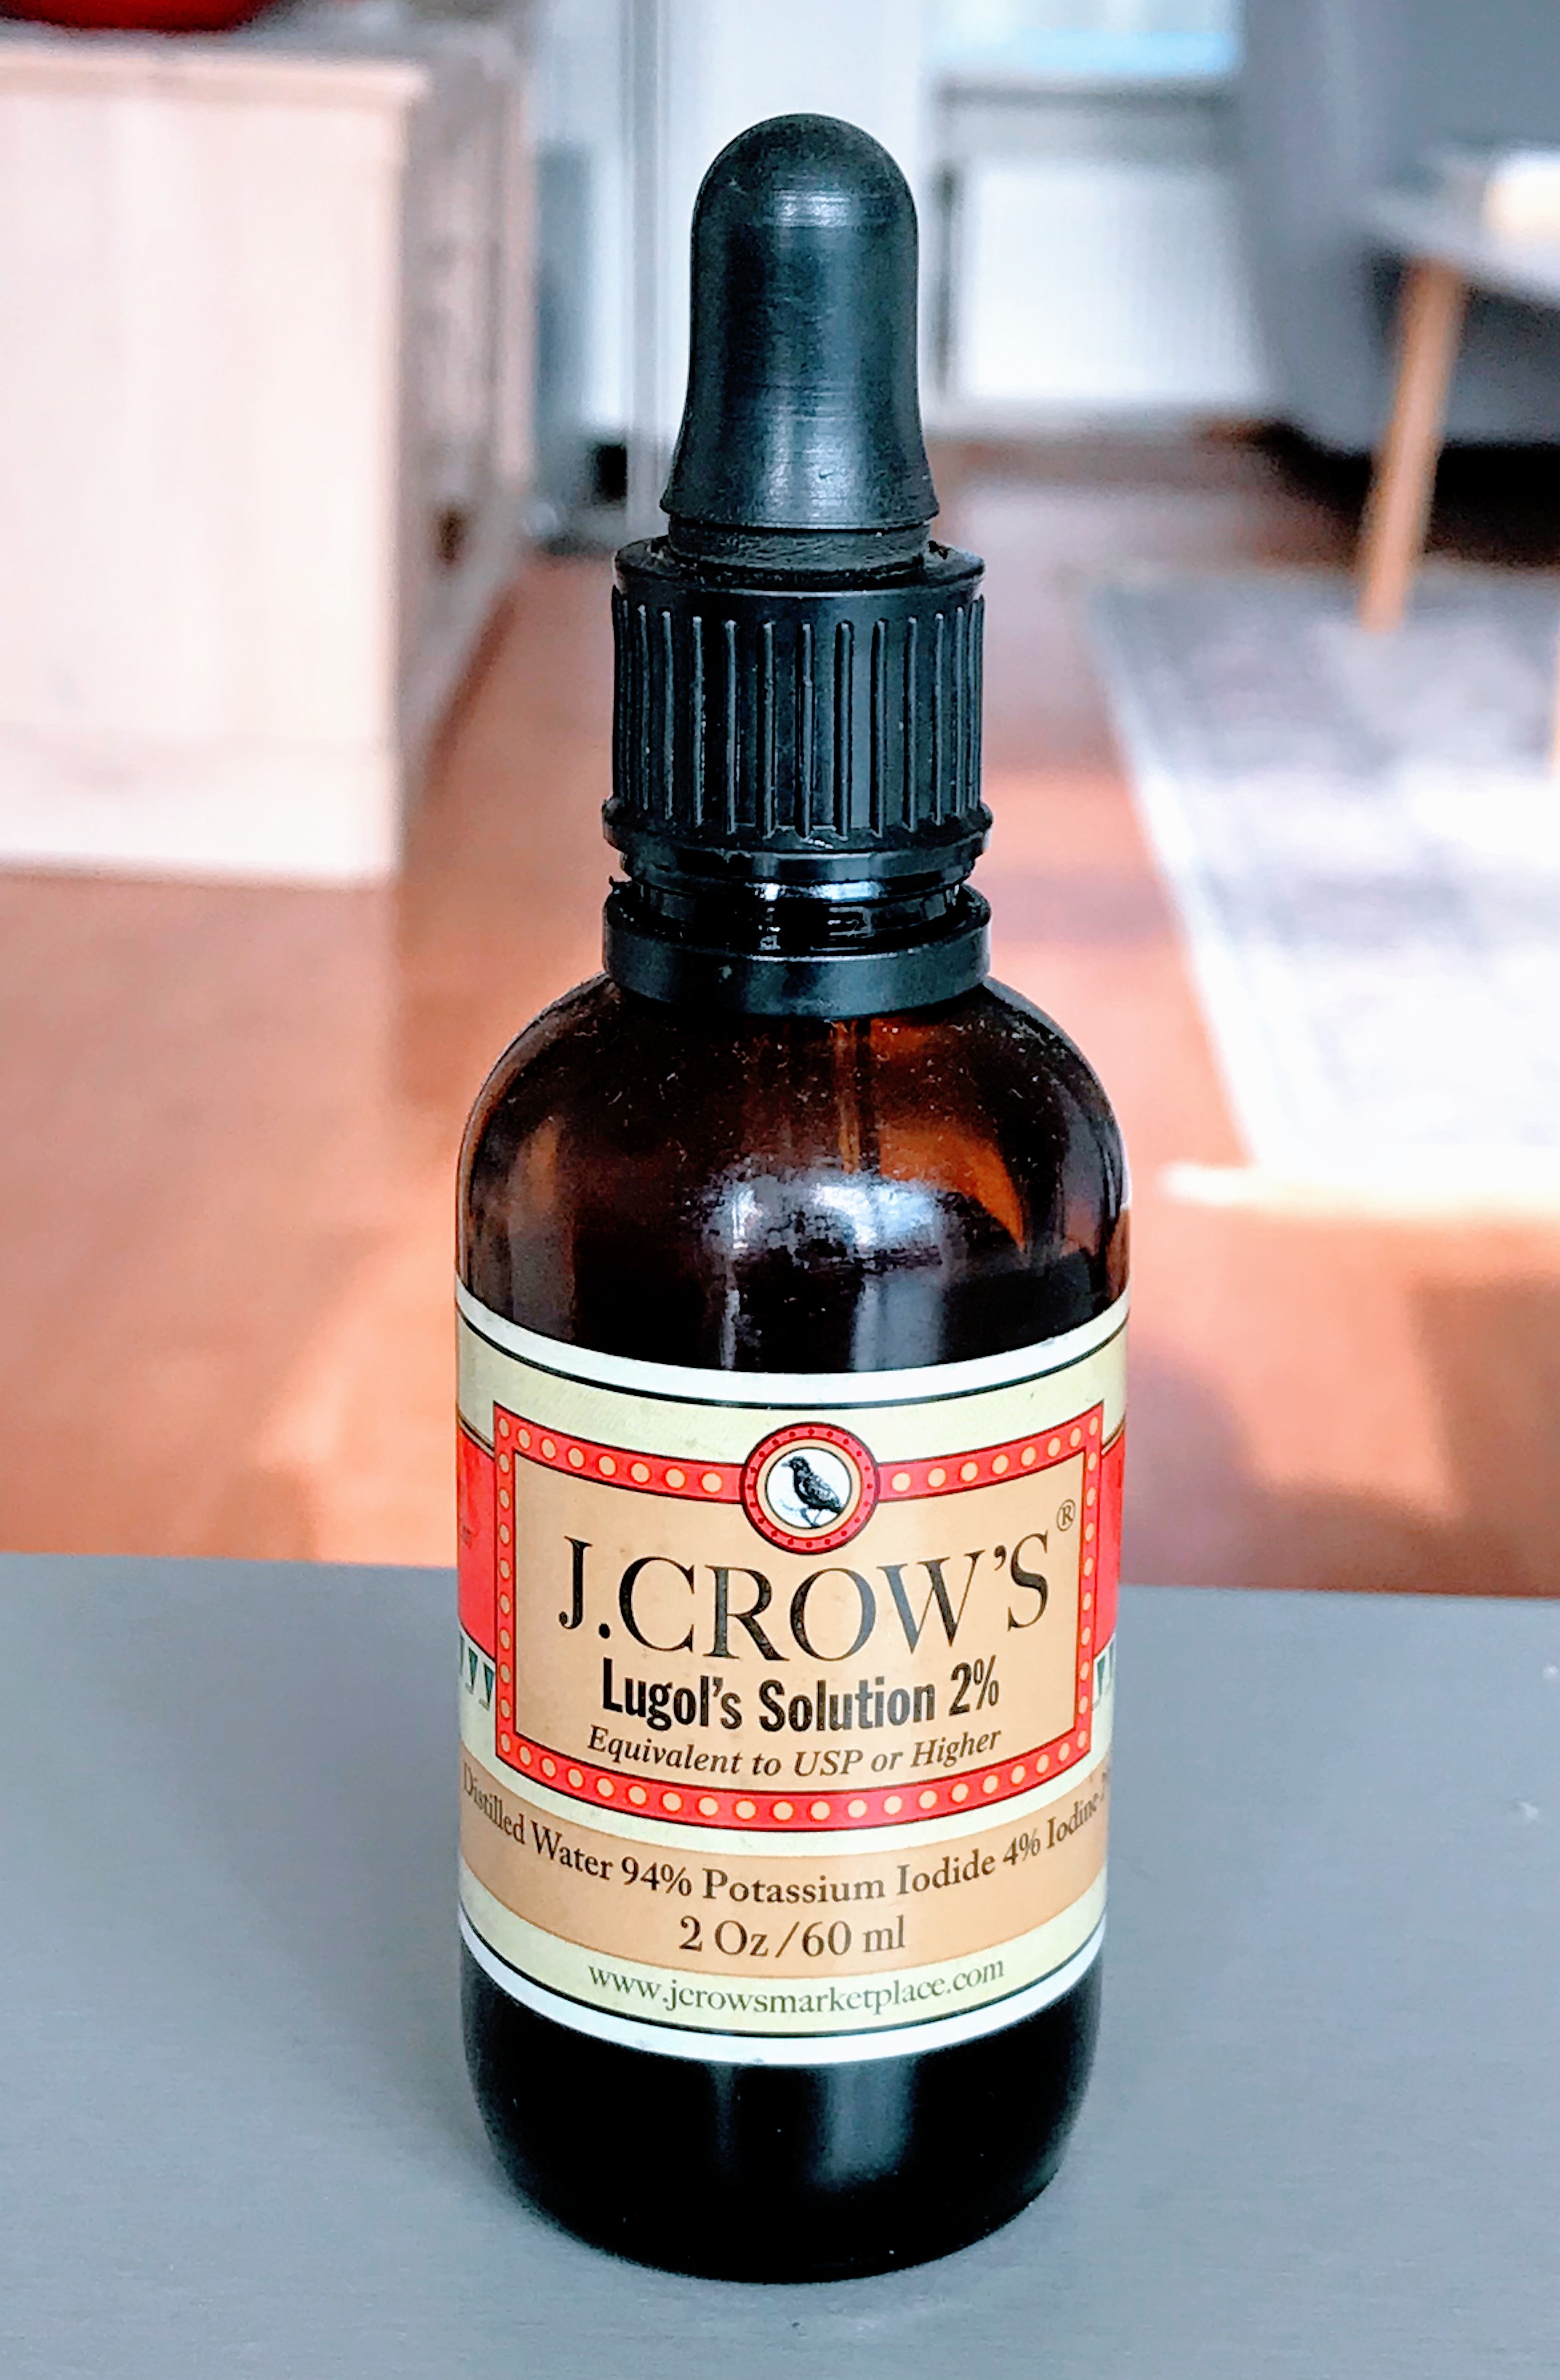 J.CROW'S®
Lugol's Solution 2%
Equivalent to USP or Higher
Distilled Water 94% Potassium Iodide 4% Iodine
2 Oz/60 ml
www.jcrowsmarketplace.com